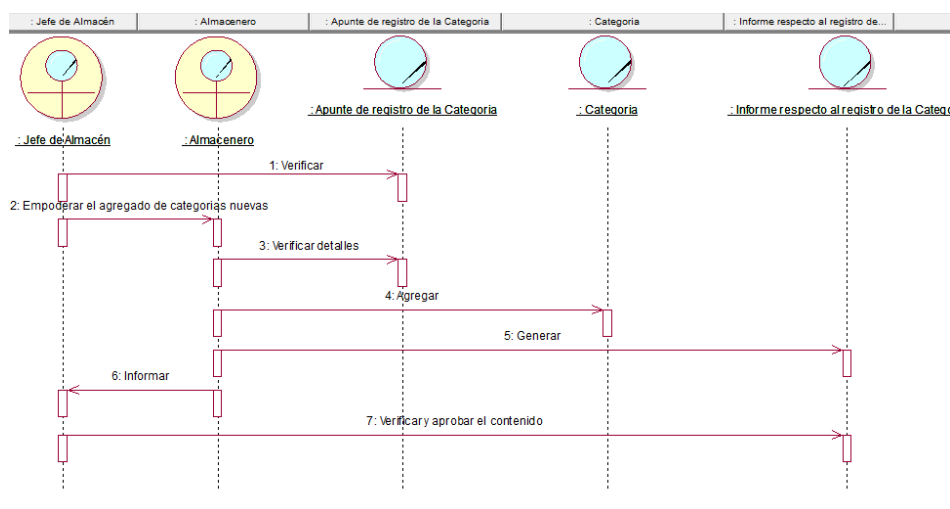 : Jefe de Almacén
: Almacenero
: Apunte de registro de la Categoria
: Categoria
: Informe respecto al registro de...
: Jefe de Almacén
: Almacenero
: Apunte de registro de la Categoria
: Categoria
: Informe respecto al registro de la Catego
1: Verificar
2: Empoderar el agregado de categorias nuevas
3: Verificar detalles
4: Agregar
5: Generar
6: Informar
7: Verificar y aprobar el contenido